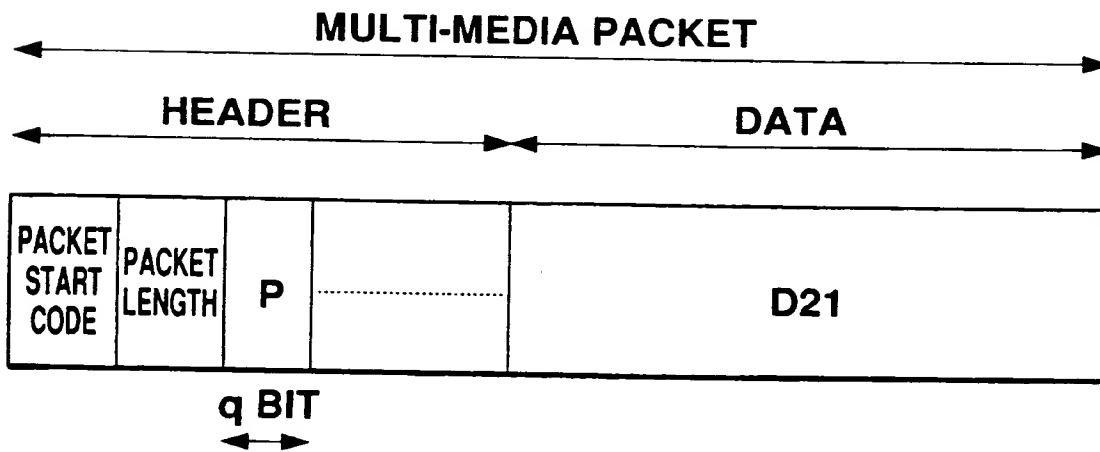 MULTI-MEDIA PACKET
HEADER
DATA
PACKET
START
CODE
PACKET
LENGTH
P
D21
q BIT